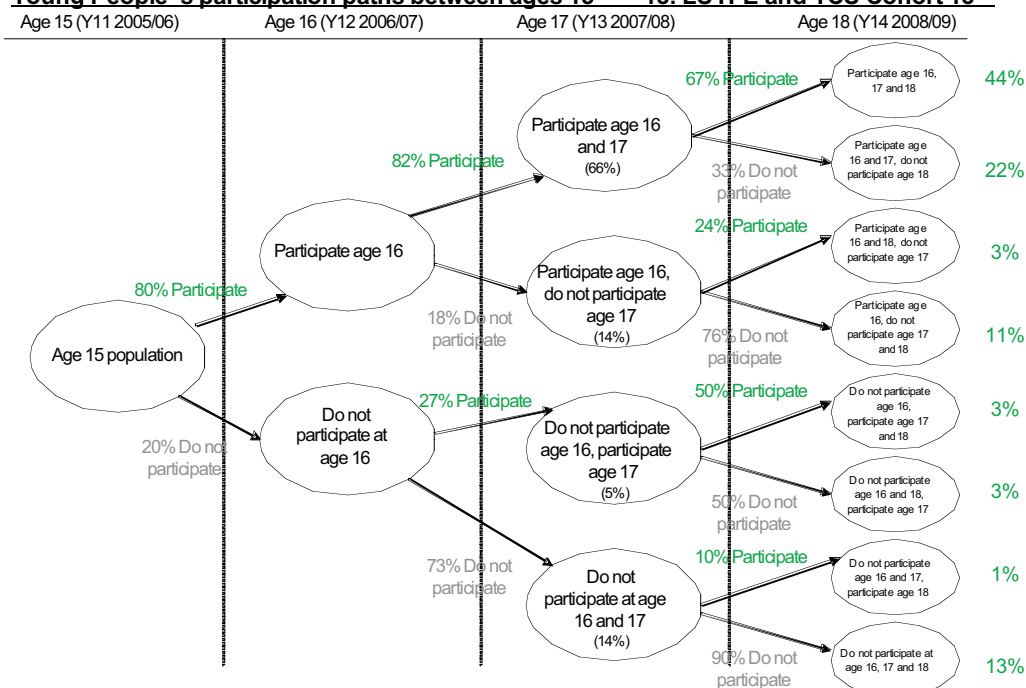 Young People's participation paths between ages 16
Age 15 (Y11 2005/06) Age 16 (Y12 2006/07) Age 17 (Y13 2007/08) Age 18 (Y14 2008/09)
Age 15 population
80% Participate
20% Do not
participate
Participate age 16
Do not
participate at
age 16
82% Participate
18% Do not
participate
27% Participate
73% Do not
participate
Participate age 16
and 17
(66%)
Participate age 16,
do not participate
age 17
(14%)
Do not participate
age 16, participate
age 17
(5%)
Do not
participate at age
16 and 17
(14%)
67% Participate
33% Do not
participate
24% Participate
76% Do not
participate
50% Participate
50% Do not
participate
10% Participate
90% Do not
participate
Participate age 16,
17 and 18
44%
Participate age
16 and 17, do not
participate age 18
22%
Participate age
16 and 18, do not
participate age 17
3%
Participate age
16, do not
participate age 17
and 18
11%
Do not participate
age 16,
participate age 17
and 18
3%
Do not participate
age 16 and 18,
participate age 17
3%
Do not participate
age 16 and 17,
participate age 18
1%
Do not participate at
age 16, 17 and 18
13%